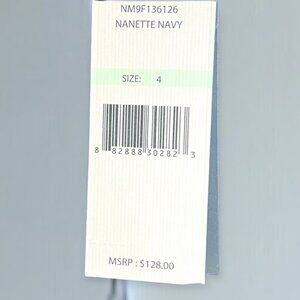 NM9F136126
NANETTE NAVY
SIZE: 4
8 82888 30282 3
MSRP : $128.00